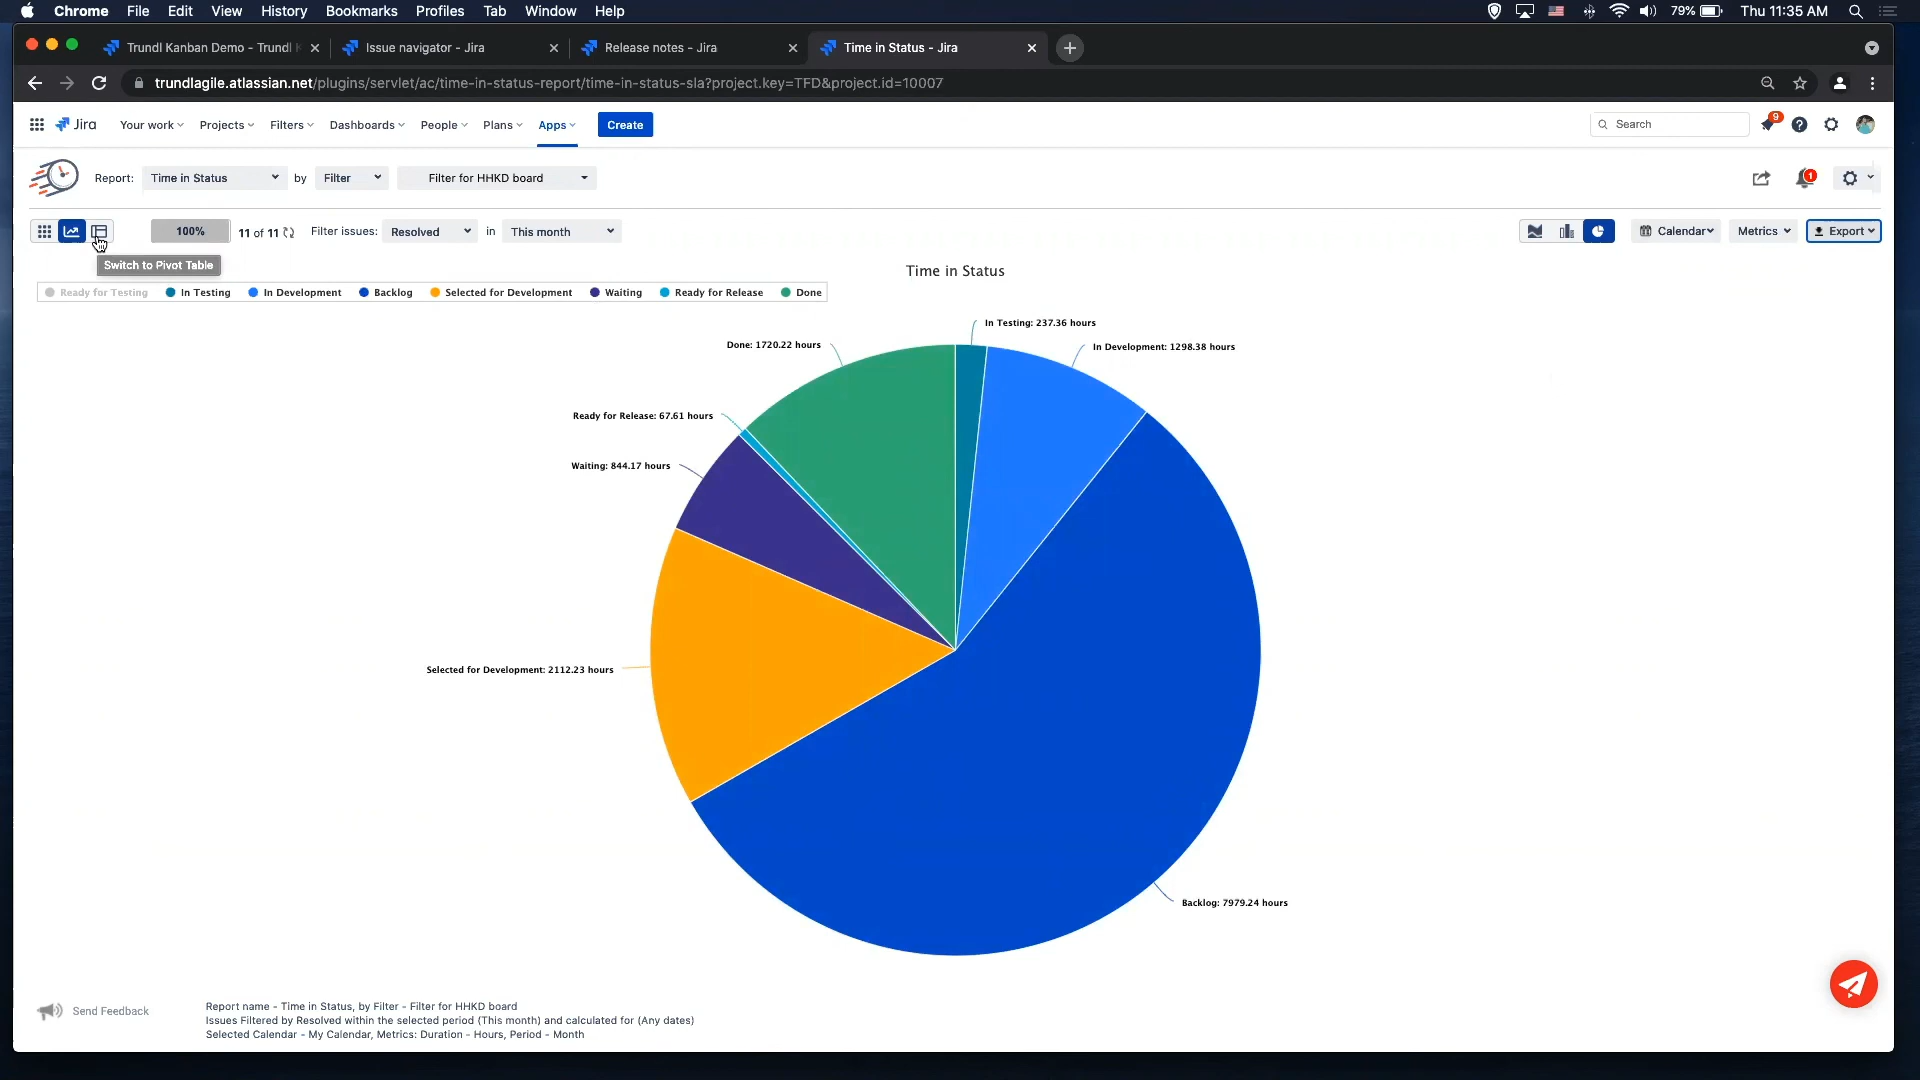 Chrome File Edit View History Bookmarks Profiles Tab Window Help 79% Thu 11:35 AM
Trundl Kanban Demo - Trundl Issue navigator - Jira Release notes - Jira Time in Status - Jira
trundlagile.atlassian.net/plugins/servlet/ac/time-in-status-report/time-in-status-sla?project.key=TFD&project.id=10007
Jira Your work Projects Filters Dashboards People Plans Apps Create Search 9
Report: Time in Status by Filter Filter for HHKD board 1
100% 11 of 11 Filter issues: Resolved in This month Calendar Metrics Export
Switch to Pivot Table
Time in Status
Ready for Testing In Testing In Development Backlog Selected for Development Waiting Ready for Release Done
In Testing: 237.36 hours
Done: 1720.22 hours
In Development: 1298.38 hours
Ready for Release: 67.61 hours
Waiting: 844.17 hours
Selected for Development: 2112.23 hours
Backlog: 7979.24 hours
Send Feedback
Report name - Time in Status, by Filter - Filter for HHKD board
Issues Filtered by Resolved within the selected period (This month) and calculated for (Any dates)
Selected Calendar - My Calendar, Metrics: Duration - Hours, Period - Month